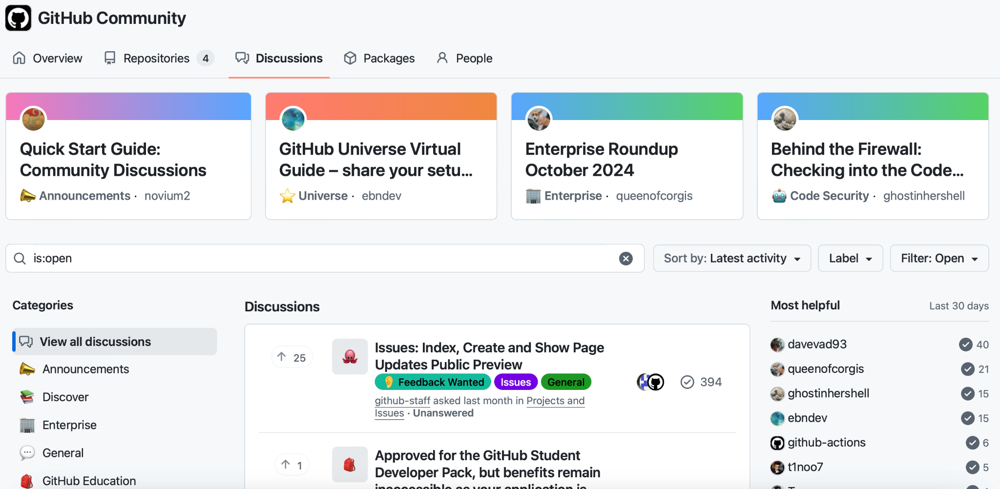 GitHub Community
Overview
Repositories 4
Discussions
Packages
People
Quick Start Guide:
Community Discussions
Announcements · novium2
GitHub Universe Virtual
Guide – share your setu...
Universe · ebndev
Enterprise Roundup
October 2024
Enterprise · queenofcorgis
Behind the Firewall:
Checking into the Code...
Code Security · ghostinhershell
is:open
Sort by: Latest activity
Label
Filter: Open
Categories
View all discussions
Announcements
Discover
Enterprise
General
GitHub Education
Discussions
25
Issues: Index, Create and Show Page
Updates Public Preview
Feedback Wanted Issues General
github-staff asked last month in Projects and
Issues · Unanswered
394
1
Approved for the GitHub Student
Developer Pack, but benefits remain
inaccessible as your application is
Most helpful
Last 30 days
davevad93 40
queenofcorgis 21
ghostinhershell 15
ebndev 15
github-actions 6
t1noo7 5